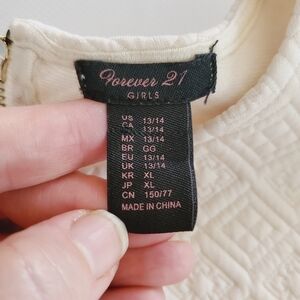 Forever 21
GIRLS
US 13/14
CA 13/14
MX 13/14
BR GG
EU 13/14
UK 13/14
KR XL
JP XL
CN 150/77
MADE IN CHINA